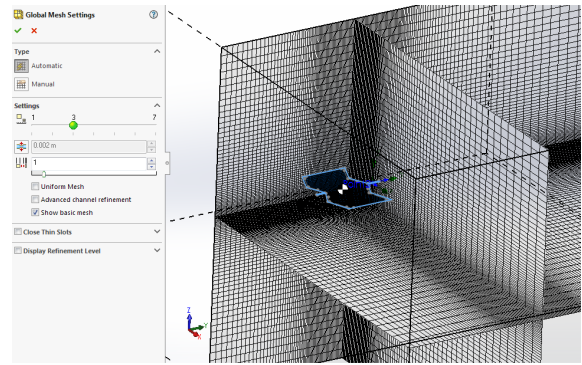 Global Mesh Settings
Type
Automatic
Manual
Settings
1 3 7
0.002 m
1
Uniform Mesh
Advanced channel refinement
Show basic mesh
Close Thin Slots
Display Refinement Level
Z
Y
X